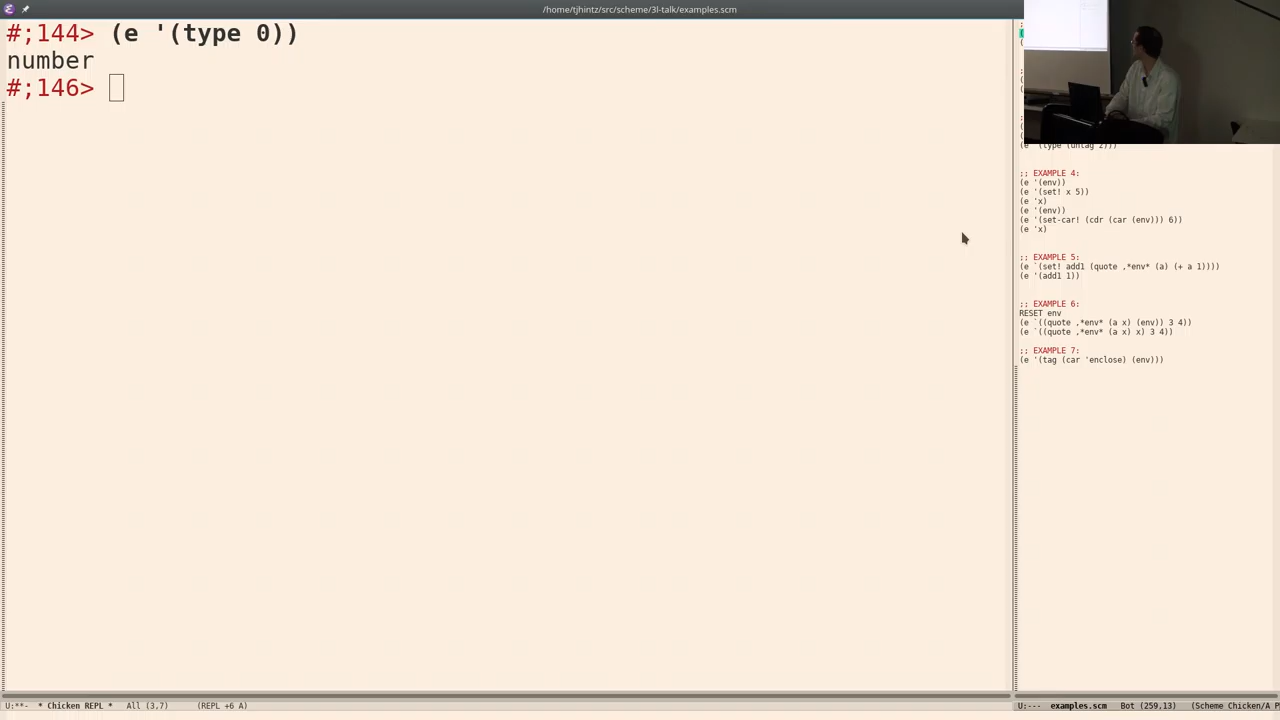 /home/tjhintz/src/scheme/3l-talk/examples.scm
#;144> (e '(type 0))
number
#;146>
(e '(type (untag z)))
;; EXAMPLE 4:
(e '(env))
(e '(set! x 5))
(e 'x)
(e '(env))
(e '(set-car! (cdr (car (env))) 6))
(e 'x)
;; EXAMPLE 5:
(e `(set! add1 (quote ,*env* (a) (+ a 1))))
(e '(add1 1))
;; EXAMPLE 6:
RESET env
(e `((quote ,*env* (a x) (env)) 3 4))
(e `((quote ,*env* (a x) x) 3 4))
;; EXAMPLE 7:
(e '(tag (car 'enclose) (env)))
U:**- * Chicken REPL * All (3,7) (REPL +6 A)
U:--- examples.scm Bot (259,13) (Scheme Chicken/A P